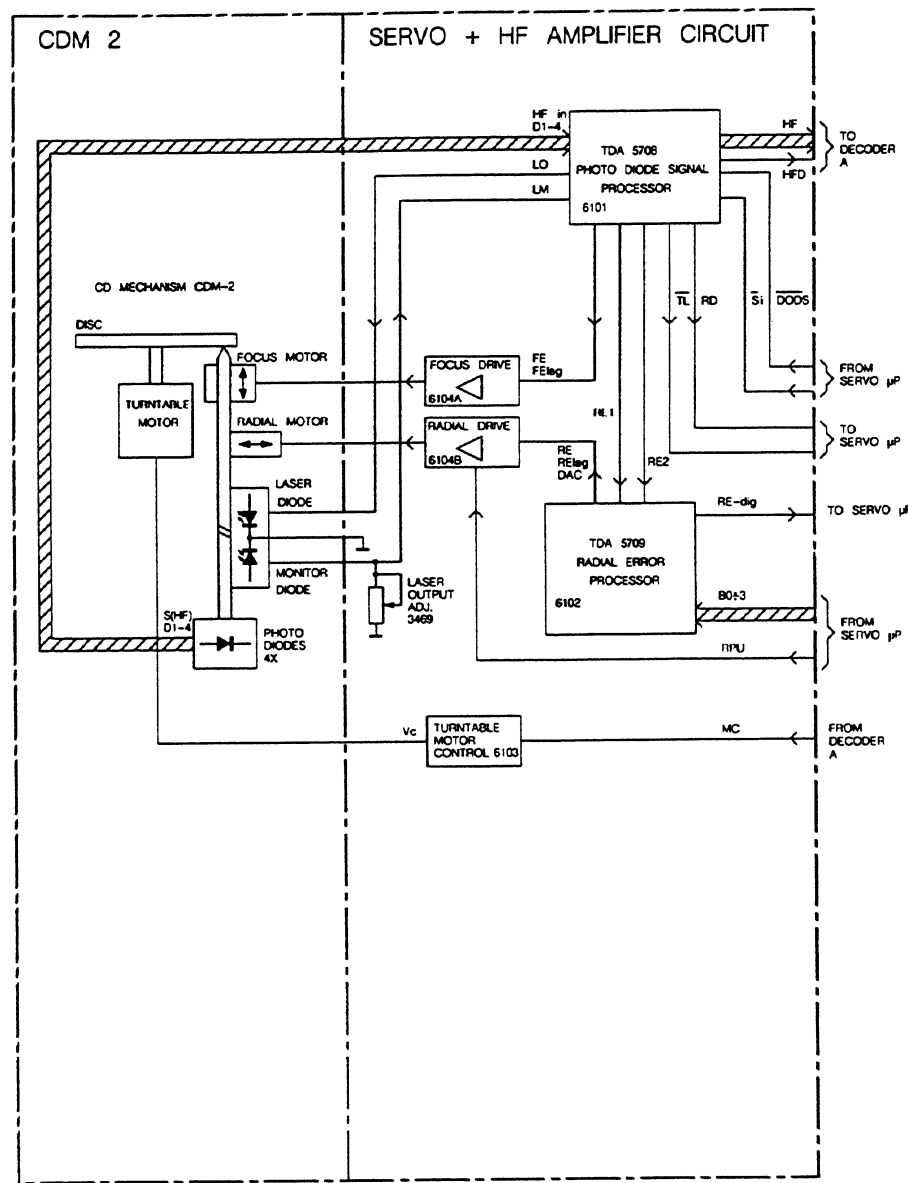 CDM 2
SERVO + HF AMPLIFIER CIRCUIT
HF in
D1-4
LO
LM
TDA 5708
PHOTO DIODE SIGNAL
PROCESSOR
6101
HF
HFD
TO
DECODER
A
TL
RD
Si
DODS
CD MECHANISM CDM-2
DISC
FOCUS MOTOR
TURNTABLE
MOTOR
RADIAL MOTOR
FOCUS DRIVE
6104A
FE
FElag
RADIAL DRIVE
6104B
RE
RElag
DAC
RE1
RE2
FROM
SERVO µP
TO
SERVO µP
RE-dig
TO SERVO µP
LASER
DIODE
MONITOR
DIODE
LASER
OUTPUT
ADJ.
3469
TDA 5709
RADIAL ERROR
PROCESSOR
6102
B0÷3
FROM
SERVO µP
RPU
S(HF)
D1-4
PHOTO
DIODES
4X
Vc
TURNTABLE
MOTOR
CONTROL 6103
MC
FROM
DECODER
A